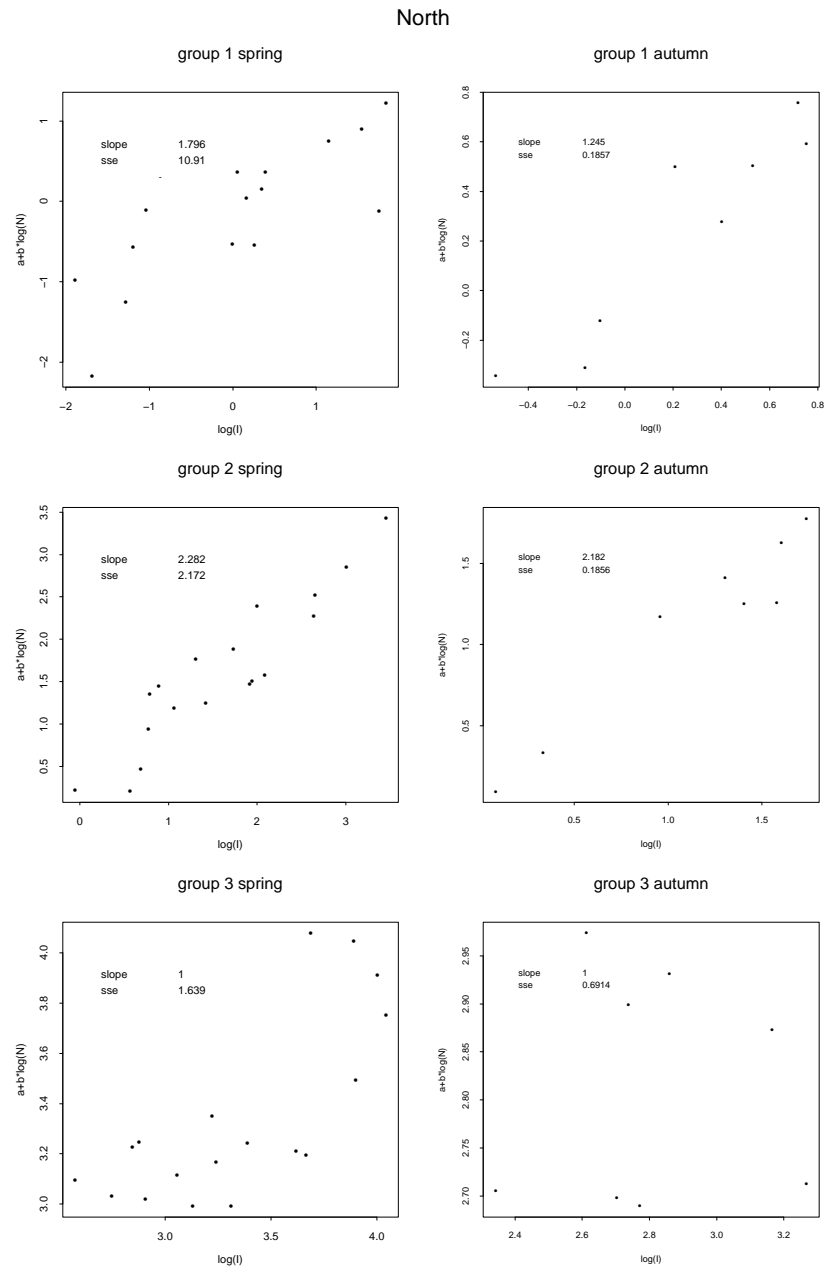 North
group 1 spring
slope 1.796
sse 10.91
a+b*log(N)
1
0
−1
−2
−2 −1 0 1
log(I)
group 1 autumn
slope 1.245
sse 0.1857
a+b*log(N)
0.8
0.6
0.4
0.2
0.0
−0.2
−0.4 −0.2 0.0 0.2 0.4 0.6 0.8
log(I)
group 2 spring
slope 2.282
sse 2.172
a+b*log(N)
3.5
3.0
2.5
2.0
1.5
1.0
0.5
0 1 2 3
log(I)
group 2 autumn
slope 2.182
sse 0.1856
a+b*log(N)
1.5
1.0
0.5
0.5 1.0 1.5
log(I)
group 3 spring
slope 1
sse 1.639
a+b*log(N)
4.0
3.8
3.6
3.4
3.2
3.0
3.0 3.5 4.0
log(I)
group 3 autumn
slope 1
sse 0.6914
a+b*log(N)
2.95
2.90
2.85
2.80
2.75
2.70
2.4 2.6 2.8 3.0 3.2
log(I)